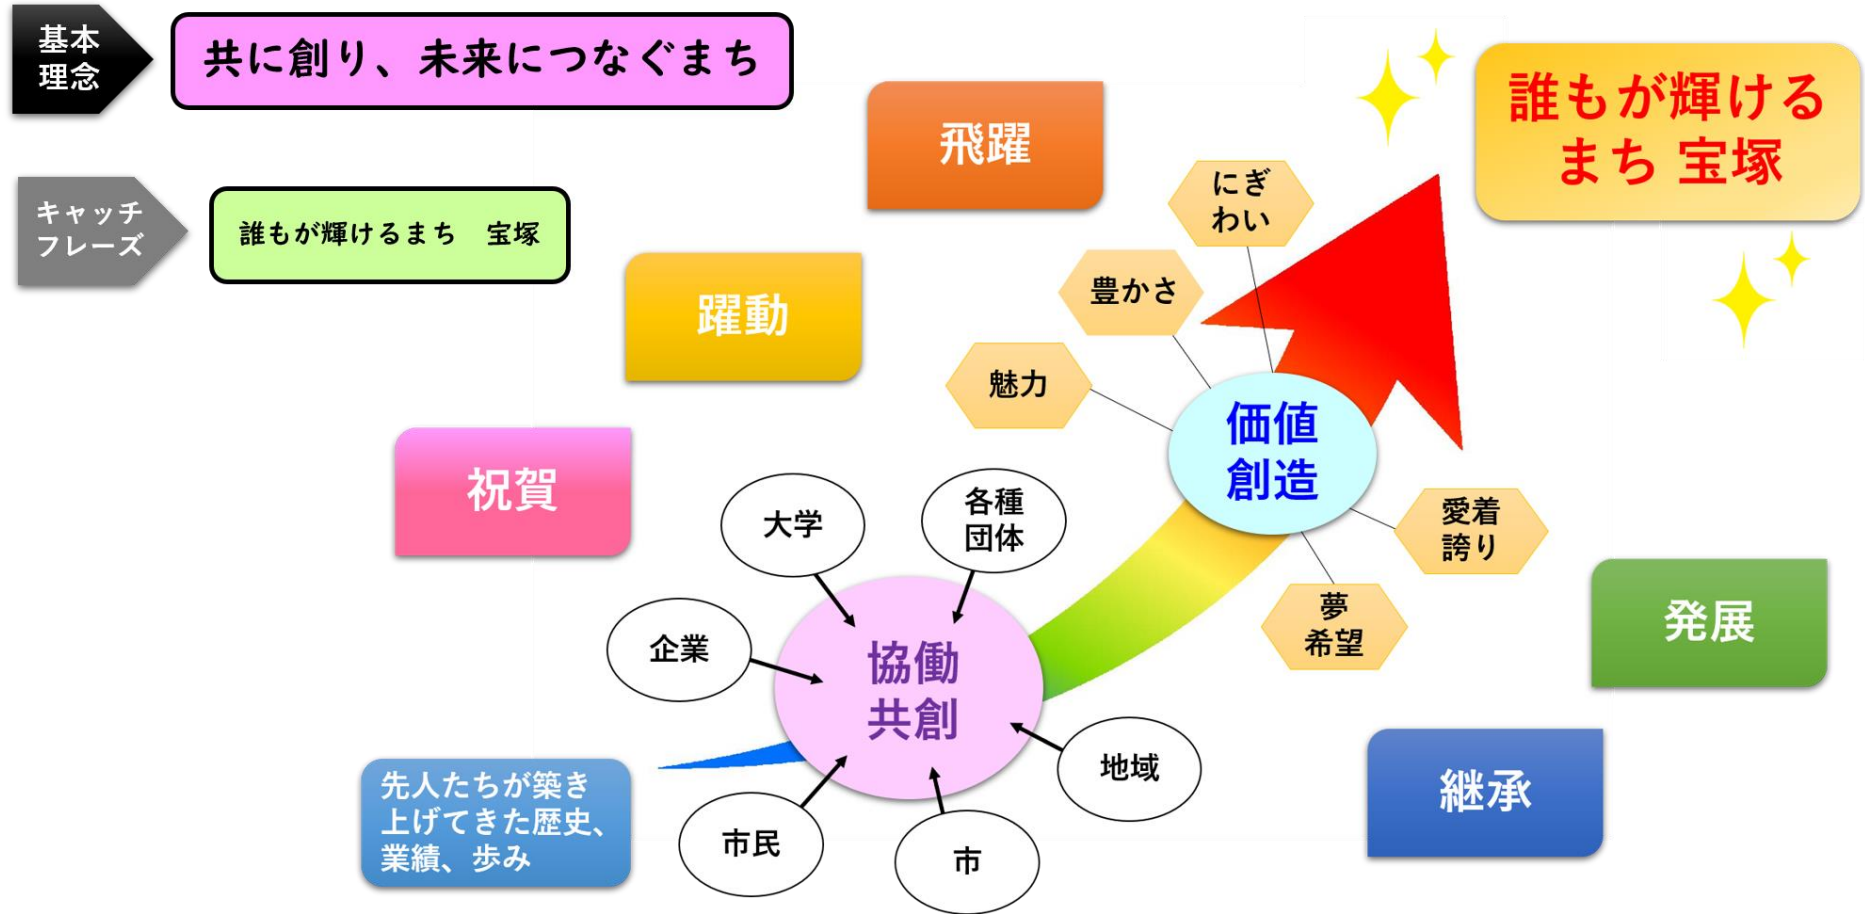 基本
理念
共に創り、未来につなぐまち
キャッチ
フレーズ
誰もが輝けるまち　宝塚
誰もが輝ける
まち 宝塚
飛躍
躍動
祝賀
にぎ
わい
豊かさ
魅力
価値
創造
愛着
誇り
夢
希望
大学
各種
団体
企業
協働
共創
地域
市民
市
先人たちが築き
上げてきた歴史、
業績、歩み
発展
継承